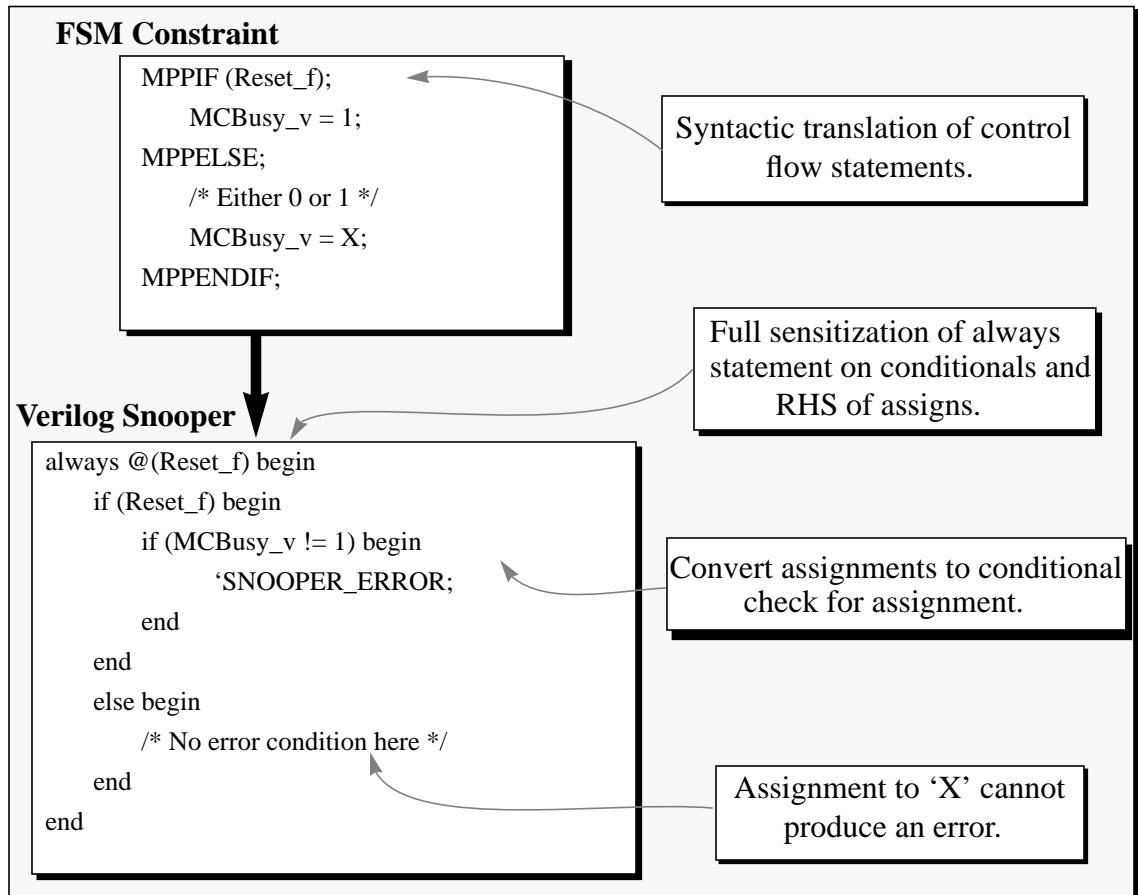 FSM Constraint
MPPIF (Reset_f);
MCBusy_v = 1;
MPPELSE;
/* Either 0 or 1 */
MCBusy_v = X;
MPPENDIF;
Syntactic translation of control
flow statements.
Full sensitization of always
statement on conditionals and
RHS of assigns.
Verilog Snooper
always @(Reset_f) begin
if (Reset_f) begin
if (MCBusy_v != 1) begin
‘SNOOPER_ERROR;
end
end
else begin
/* No error condition here */
end
end
Convert assignments to conditional
check for assignment.
Assignment to ‘X’ cannot
produce an error.